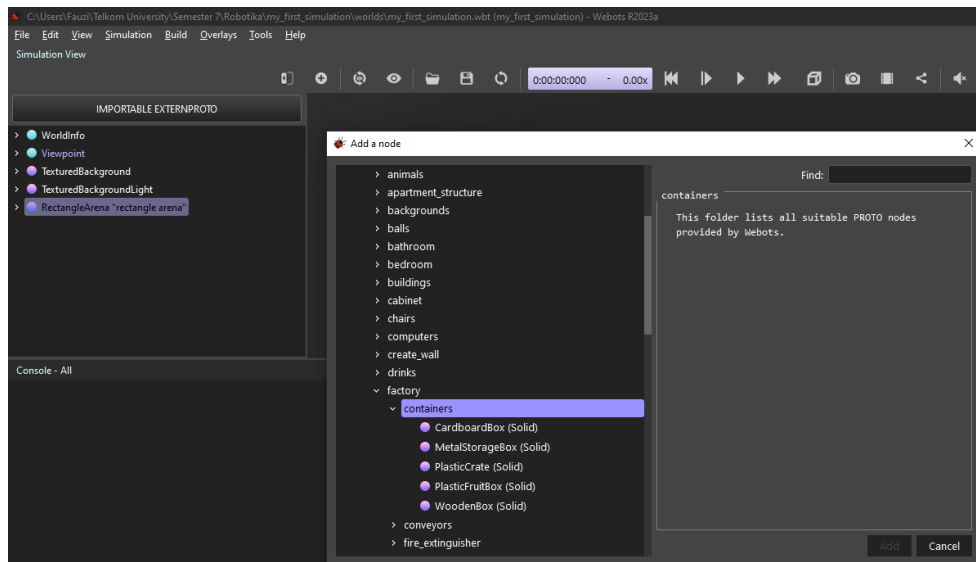 C:\Users\Fauzi\Telkom University\Semester 7\Robotika\my_first_simulation\worlds\my_first_simulation.wbt (my_first_simulation) - Webots R2023a
File Edit View Simulation Build Overlays Tools Help
Simulation View
0:00:00:000 - 0.00x
IMPORTABLE EXTERNPROTO
WorldInfo
Viewpoint
TexturedBackground
TexturedBackgroundLight
RectangleArena "rectangle arena"
Console - All
Add a node
animals
apartment_structure
backgrounds
balls
bathroom
bedroom
buildings
cabinet
chairs
computers
create_wall
drinks
factory
containers
CardboardBox (Solid)
MetalStorageBox (Solid)
PlasticCrate (Solid)
PlasticFruitBox (Solid)
WoodenBox (Solid)
conveyors
fire_extinguisher
Find:
containers
This folder lists all suitable PROTO nodes
provided by Webots.
Add Cancel